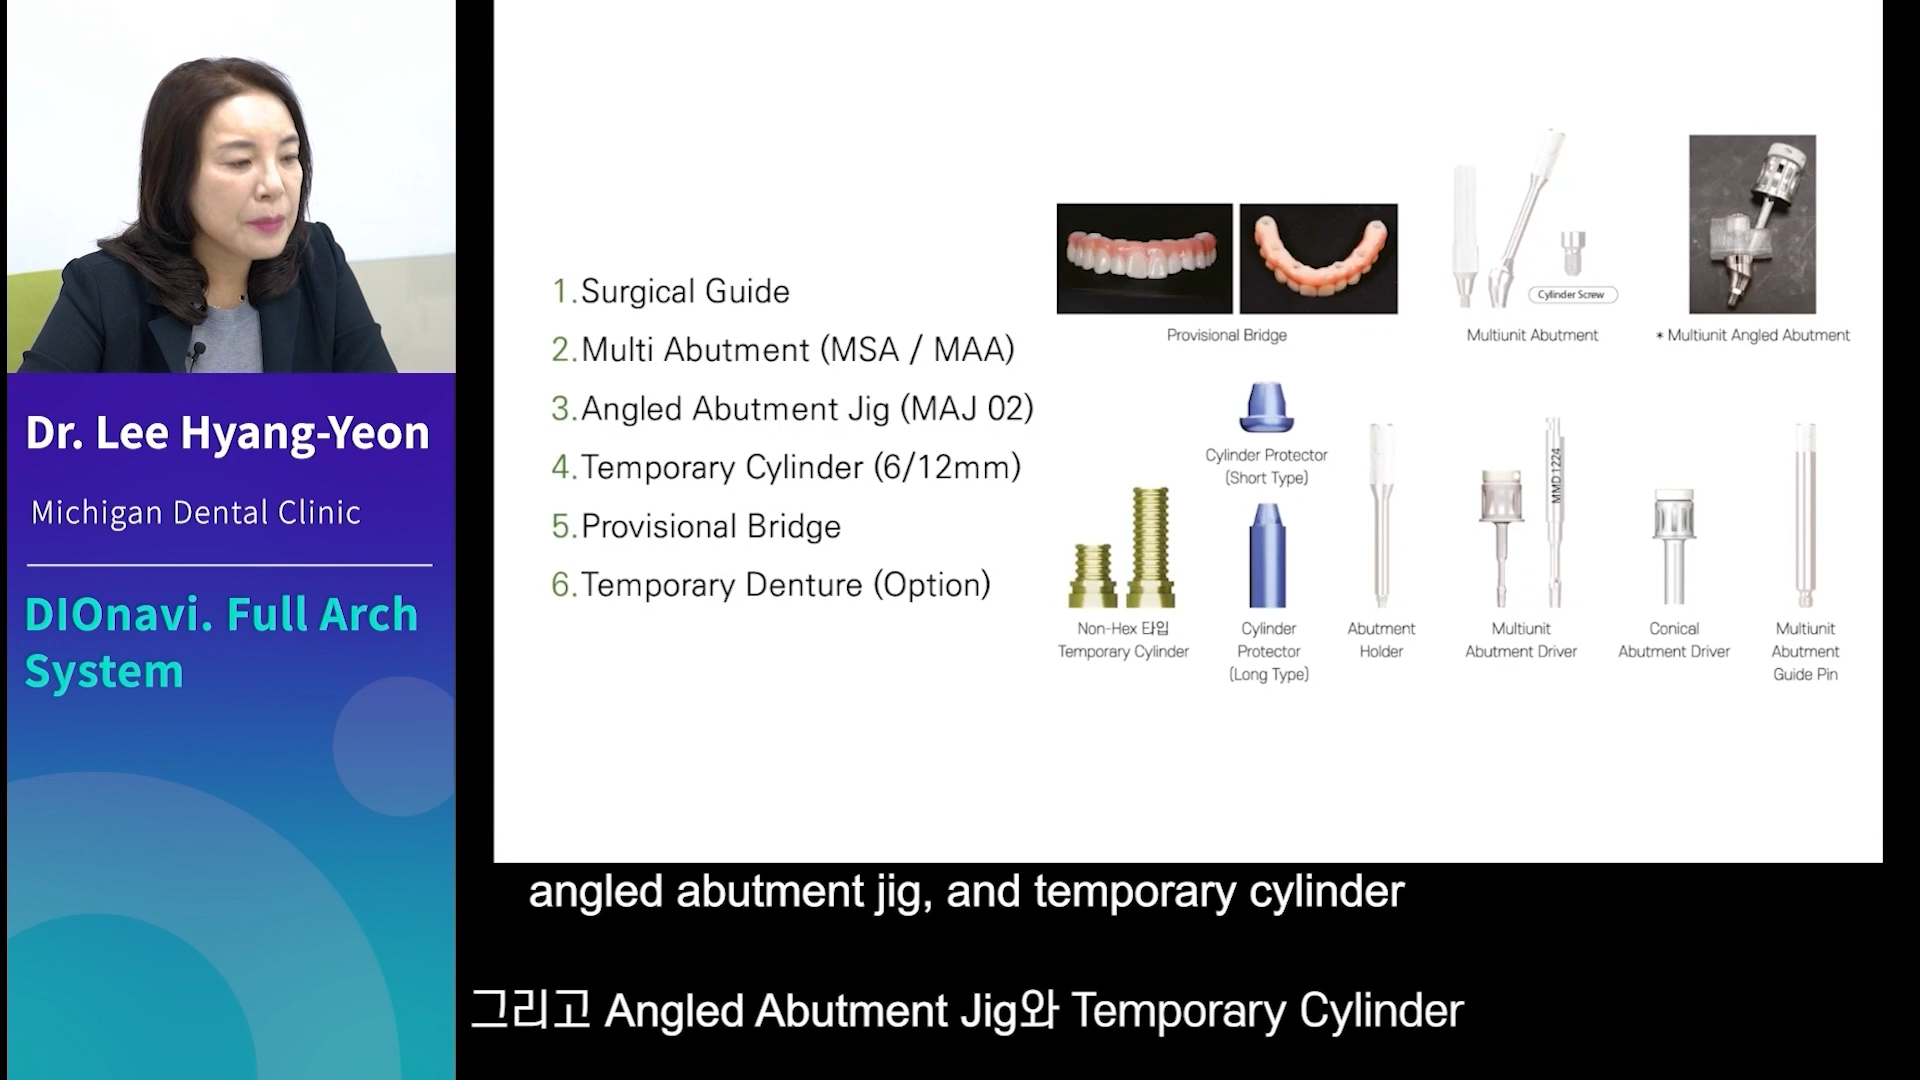 Dr. Lee Hyang-Yeon
Michigan Dental Clinic
DIOnavi. Full Arch
System
1.Surgical Guide
2.Multi Abutment (MSA / MAA)
3.Angled Abutment Jig (MAJ 02)
4.Temporary Cylinder (6/12mm)
5.Provisional Bridge
6.Temporary Denture (Option)
Provisional Bridge
Cylinder Screw
Multiunit Abutment
* Multiunit Angled Abutment
Cylinder Protector
(Short Type)
Non-Hex 타입
Temporary Cylinder
Cylinder
Protector
(Long Type)
Abutment
Holder
MMD 1224
Multiunit
Abutment Driver
Conical
Abutment Driver
Multiunit
Abutment
Guide Pin
angled abutment jig, and temporary cylinder
그리고 Angled Abutment Jig와 Temporary Cylinder